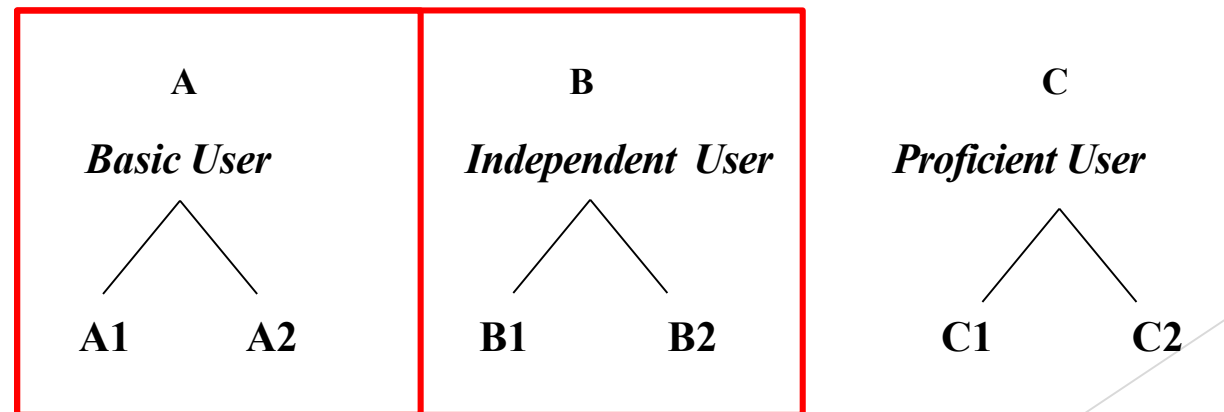 A B C
Basic User Independent User Proficient User
A1 A2 B1 B2 C1 C2